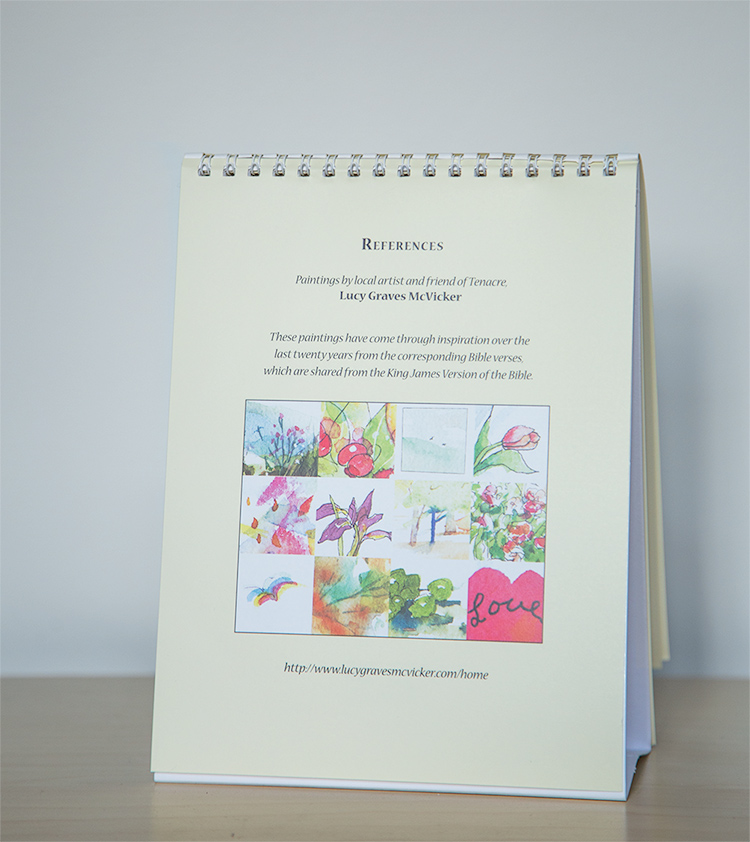 REFERENCES
Paintings by local artist and friend of Tenacre,
Lucy Graves McVicker
These paintings have come through inspiration over the
last twenty years from the corresponding Bible verses,
which are shared from the King James Version of the Bible.
Love
http://www.lucygravesmcvicker.com/home